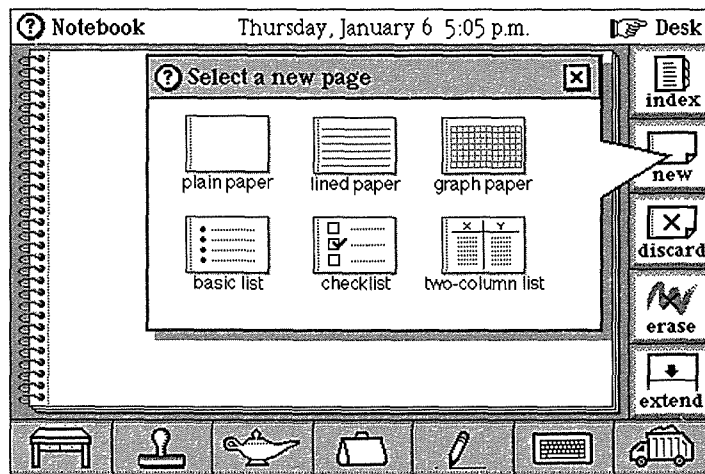 Notebook Thursday, January 6 5:05 p.m. Desk
Select a new page
index
plain paper lined paper graph paper
new
X Y
basic list checklist two-column list
discard
erase
extend